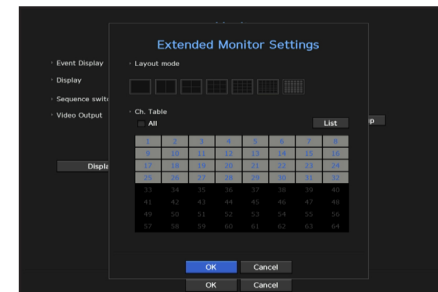 Extended Monitor Settings
Event Display
Layout mode
Display
Sequence switc
Video Output
Ch. Table
All
List
p
1 2 3 4 5 6 7 8
9 10 11 12 13 14 15 16
17 18 19 20 21 22 23 24
25 26 27 28 29 30 31 32
33 34 35 36 37 38 39 40
41 42 43 44 45 46 47 48
49 50 51 52 53 54 55 56
57 58 59 60 61 62 63 64
Displa
OK Cancel
OK Cancel